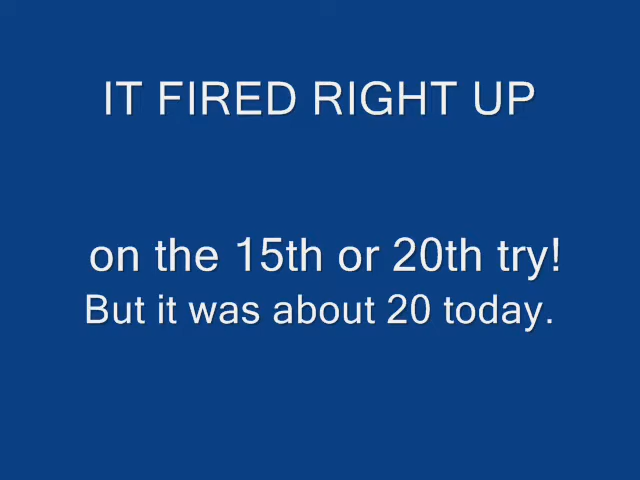 IT FIRED RIGHT UP
on the 15th or 20th try!
But it was about 20 today.